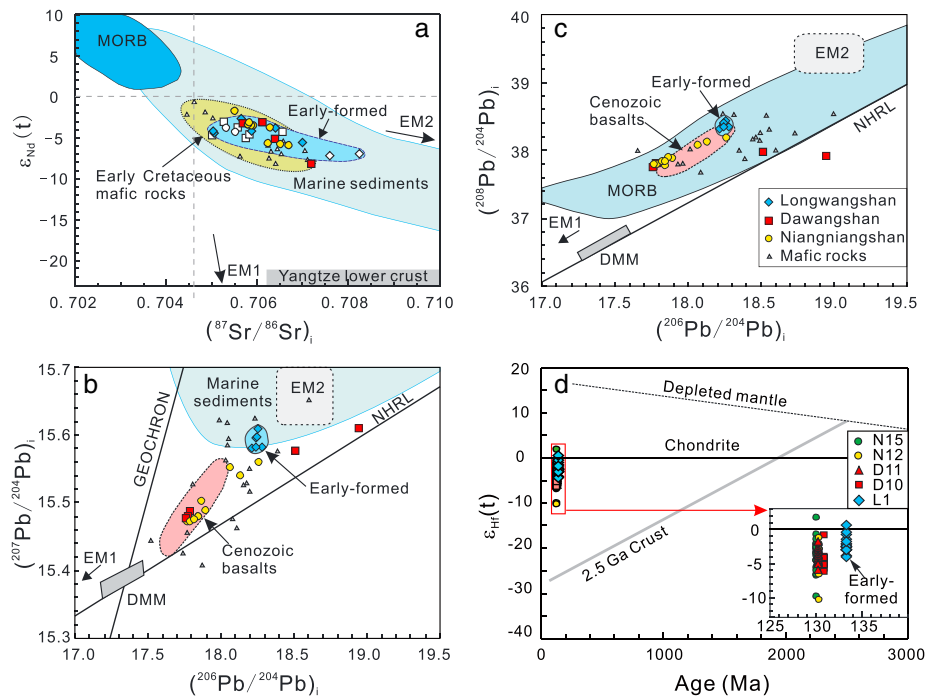 a
10
5
0
−5
−10
−15
−20
MORB
Early-formed
EM2
Early Cretaceous
mafic rocks
Marine sediments
EM1
Yangtze lower crust
εNd(t)
0.702
0.704
0.706
0.708
0.710
(87Sr/86Sr)i
c
40
39
38
37
36
EM2
Early-formed
Cenozoic
basalts
NHRL
MORB
EM1
DMM
Longwangshan
Dawangshan
Niangniangshan
Mafic rocks
(208Pb/204Pb)i
17.0
17.5
18.0
18.5
19.0
19.5
(206Pb/204Pb)i
b
15.7
15.6
15.5
15.4
15.3
GEOCHRON
Marine
sediments
EM2
NHRL
Early-formed
Cenozoic
basalts
EM1
DMM
(207Pb/204Pb)i
17.0
17.5
18.0
18.5
19.0
19.5
(206Pb/204Pb)i
d
20
10
0
-10
-20
-30
-40
Depleted mantle
Chondrite
N15
N12
D11
D10
L1
2.5 Ga Crust
0
-5
-10
Early-
formed
125
130
135
εHf(t)
0
1000
2000
3000
Age (Ma)